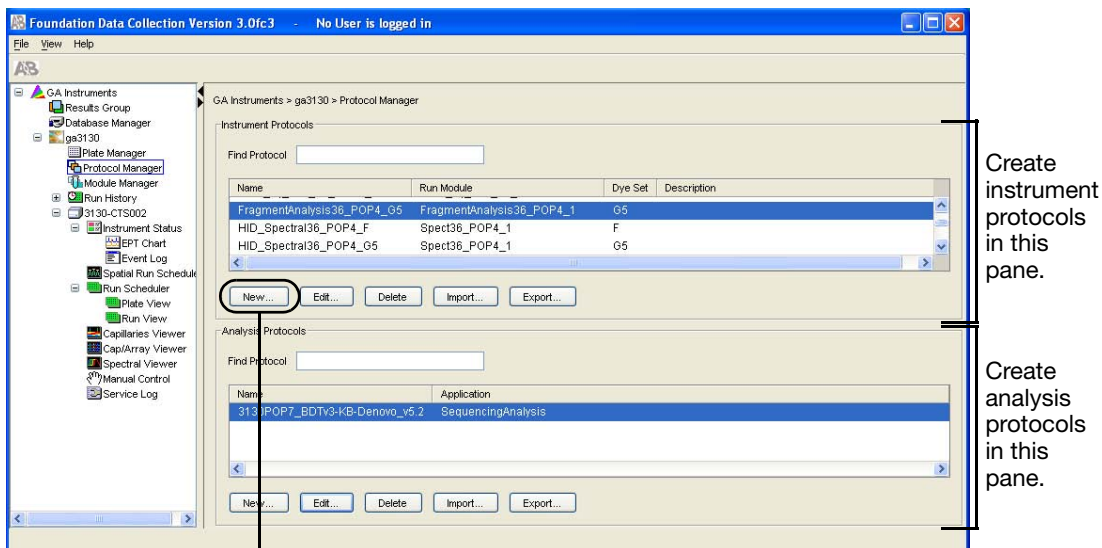 Foundation Data Collection Version 3.0fc3 - No User is logged in
File View Help
AB
GA Instruments
Results Group
Database Manager
ga3130
Plate Manager
Protocol Manager
Module Manager
Run History
3130-CTS002
Instrument Status
EPT Chart
Event Log
Spatial Run Schedule
Run Scheduler
Plate View
Run View
Capillaries Viewer
Cap/Array Viewer
Spectral Viewer
Manual Control
Service Log
GA Instruments > ga3130 > Protocol Manager
Instrument Protocols
Find Protocol
Name Run Module Dye Set Description
FragmentAnalysis36_POP4_G5 FragmentAnalysis36_POP4_1 G5
HID_Spectral36_POP4_F Spect36_POP4_1 F
HID_Spectral36_POP4_G5 Spect36_POP4_1 G5
New... Edit... Delete Import... Export...
Analysis Protocols
Find Protocol
Name Application
3130POP7_BDTv3-KB-Denovo_v5.2 SequencingAnalysis
New... Edit... Delete Import... Export...
Create
instrument
protocols
in this
pane.
Create
analysis
protocols
in this
pane.